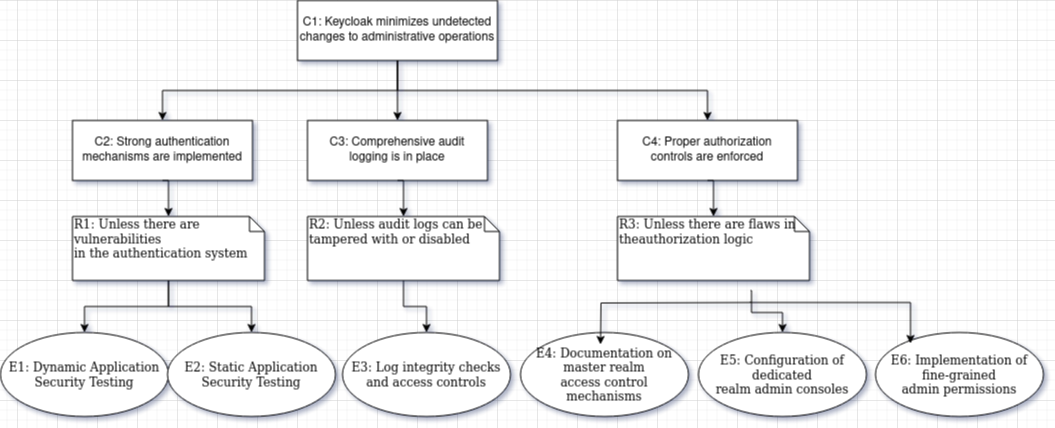 C1: Keycloak minimizes undetected
changes to administrative operations
C2: Strong authentication
mechanisms are implemented
C3: Comprehensive audit
logging is in place
C4: Proper authorization
controls are enforced
R1: Unless there are
vulnerabilities
in the authentication system
R2: Unless audit logs can be
tampered with or disabled
R3: Unless there are flaws in
theauthorization logic
E1: Dynamic Application
Security Testing
E2: Static Application
Security Testing
E3: Log integrity checks
and access controls
E4: Documentation on
master realm
access control
mechanisms
E5: Configuration of
dedicated
realm admin consoles
E6: Implementation of
fine-grained
admin permissions